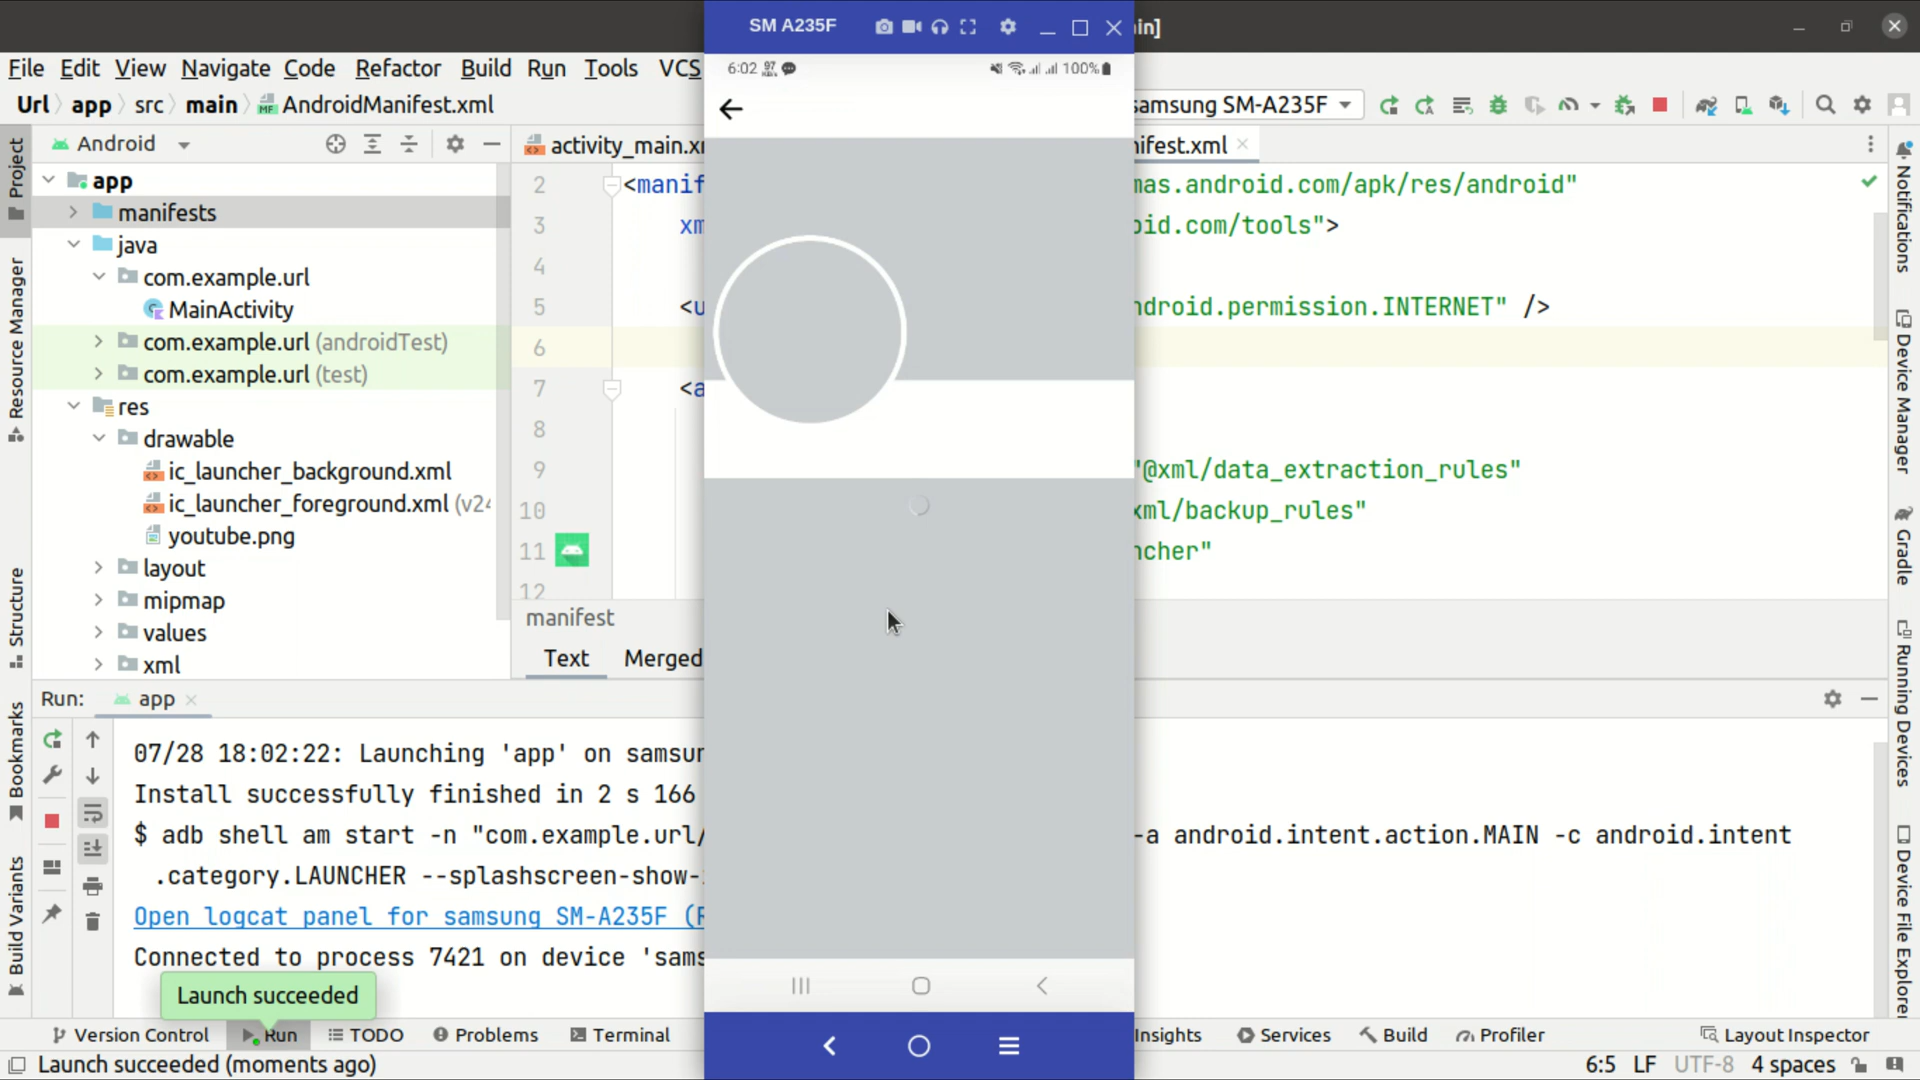 SM A235F
in]
File Edit View Navigate Code Refactor Build Run Tools VCS
6:02 100%
Url app src main AndroidManifest.xml
samsung SM-A235F
Android
activity_main.x
ifest.xml
app
manifests
java
com.example.url
MainActivity
com.example.url (androidTest)
com.example.url (test)
res
drawable
ic_launcher_background.xml
ic_launcher_foreground.xml (v24
youtube.png
layout
mipmap
values
xml
2 <manif mas.android.com/apk/res/android"
3 xm oid.com/tools">
4
5 <u ndroid.permission.INTERNET" />
6
7 <a
8
9 "@xml/data_extraction_rules"
10 xml/backup_rules"
11 ncher"
12
manifest
Text Merged
Project
Resource Manager
Structure
Bookmarks
Build Variants
Notifications
Device Manager
Gradle
Running Devices
Device File Explorer
Run: app
07/28 18:02:22: Launching 'app' on samsun
Install successfully finished in 2 s 166
$ adb shell am start -n "com.example.url/ -a android.intent.action.MAIN -c android.intent
.category.LAUNCHER --splashscreen-show-
Open logcat panel for samsung SM-A235F (R
Connected to process 7421 on device 'sams
Launch succeeded
Version Control Run TODO Problems Terminal Insights Services Build Profiler Layout Inspector
Launch succeeded (moments ago) 6:5 LF UTF-8 4 spaces